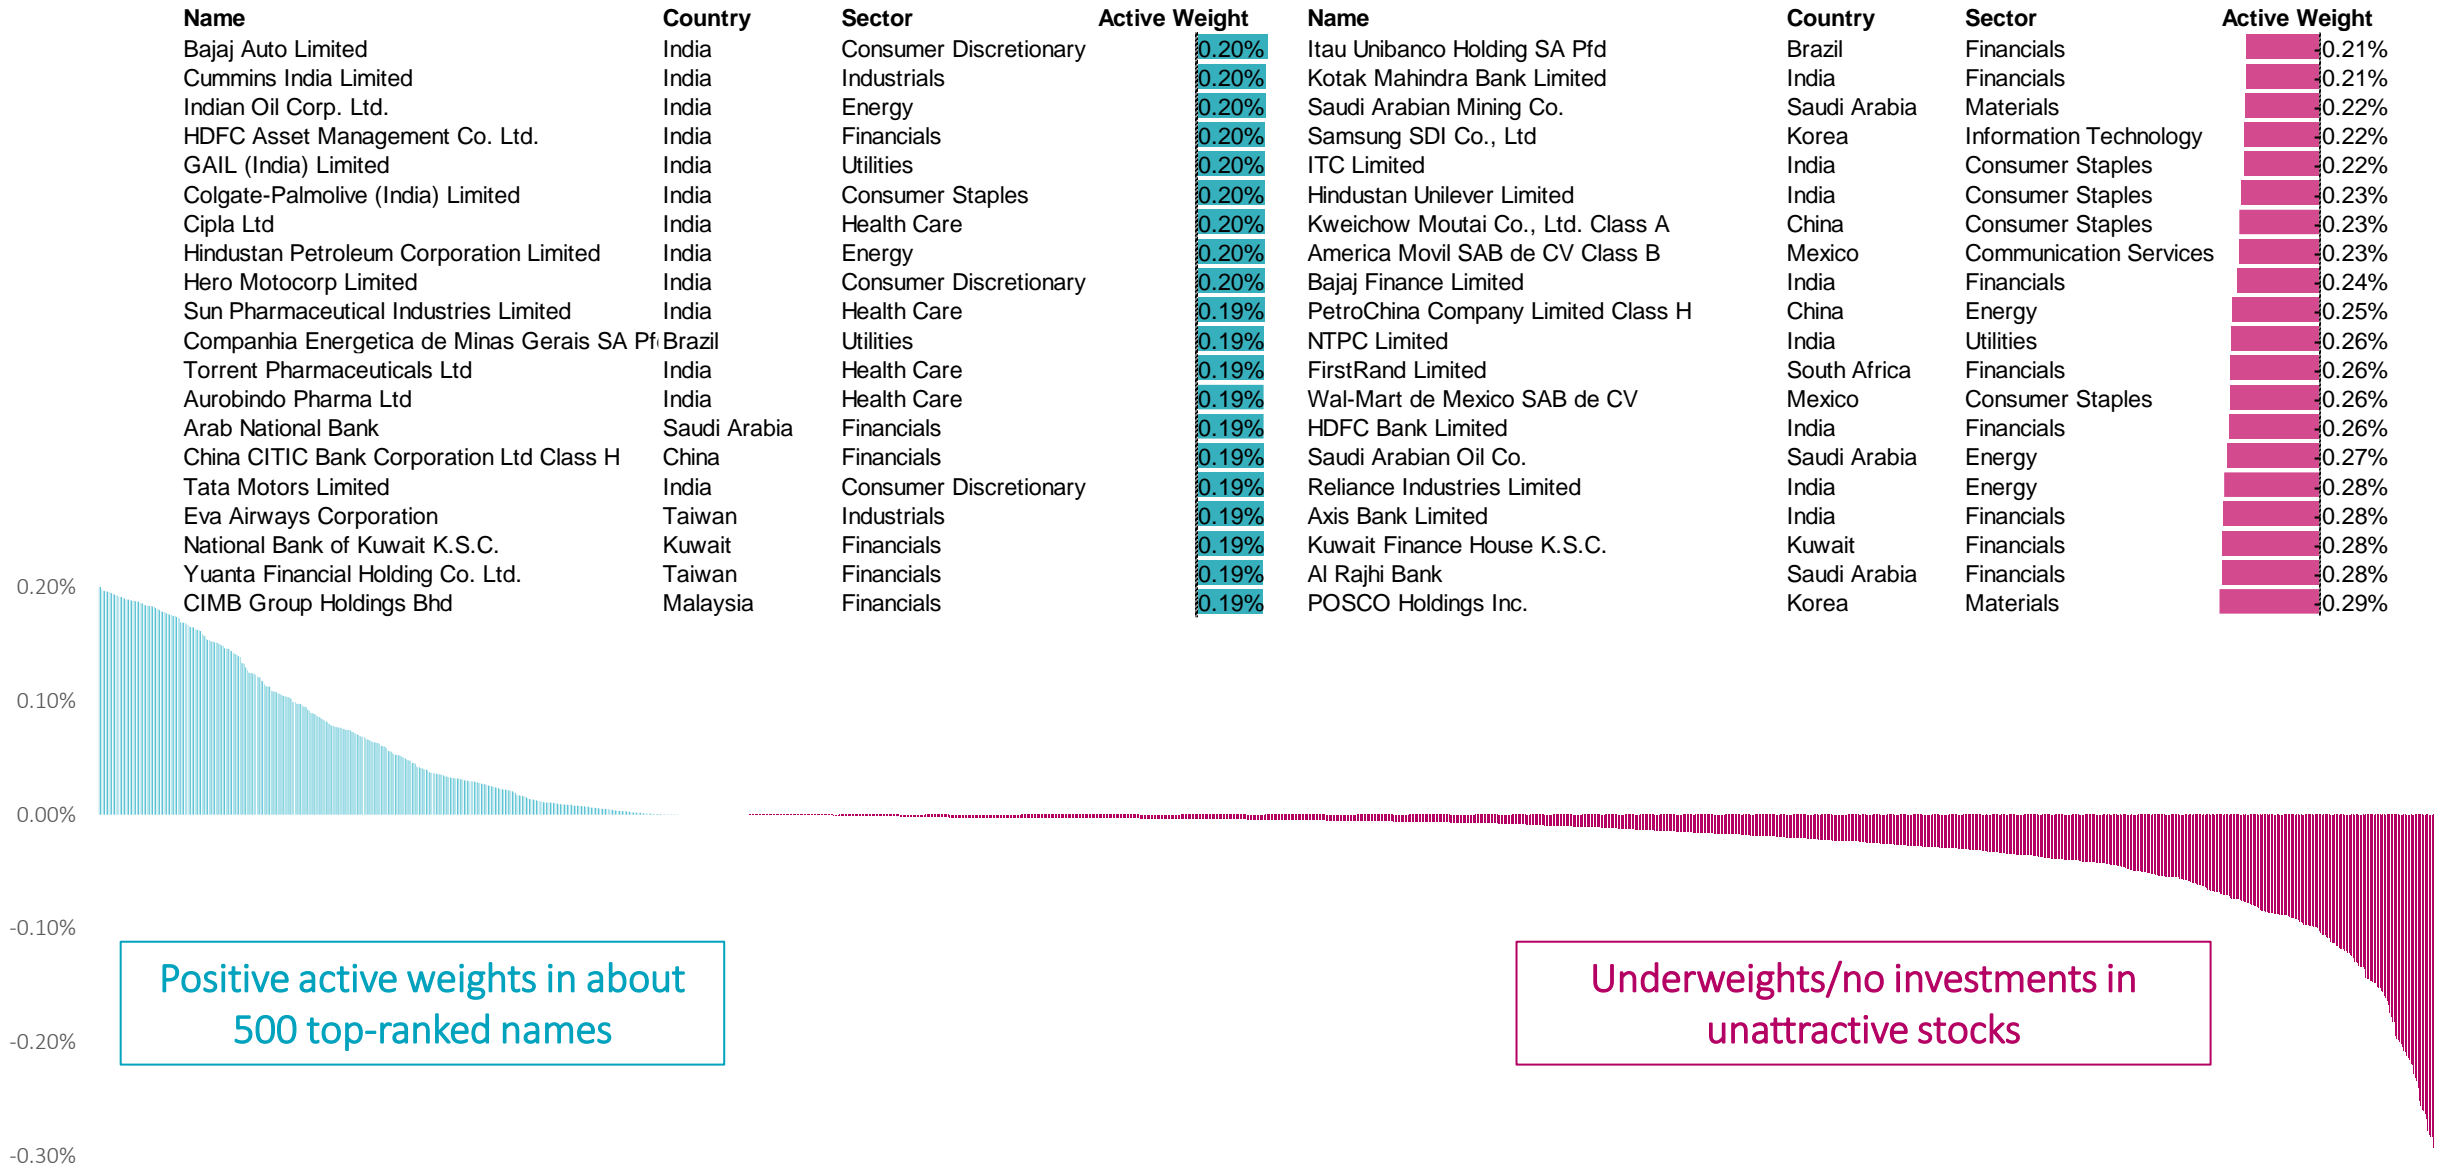 Name Country Sector Active Weight Name Country Sector Active Weight
Bajaj Auto Limited India Consumer Discretionary 0.20% Itau Unibanco Holding SA Pfd Brazil Financials -0.21%
Cummins India Limited India Industrials 0.20% Kotak Mahindra Bank Limited India Financials -0.21%
Indian Oil Corp. Ltd. India Energy 0.20% Saudi Arabian Mining Co. Saudi Arabia Materials -0.22%
HDFC Asset Management Co. Ltd. India Financials 0.20% Samsung SDI Co., Ltd Korea Information Technology -0.22%
GAIL (India) Limited India Utilities 0.20% ITC Limited India Consumer Staples -0.22%
Colgate-Palmolive (India) Limited India Consumer Staples 0.20% Hindustan Unilever Limited India Consumer Staples -0.23%
Cipla Ltd India Health Care 0.20% Kweichow Moutai Co., Ltd. Class A China Consumer Staples -0.23%
Hindustan Petroleum Corporation Limited India Energy 0.20% America Movil SAB de CV Class B Mexico Communication Services -0.23%
Hero Motocorp Limited India Consumer Discretionary 0.20% Bajaj Finance Limited India Financials -0.24%
Sun Pharmaceutical Industries Limited India Health Care 0.19% PetroChina Company Limited Class H China Energy -0.25%
Companhia Energetica de Minas Gerais SA Pf Brazil Utilities 0.19% NTPC Limited India Utilities -0.26%
Torrent Pharmaceuticals Ltd India Health Care 0.19% FirstRand Limited South Africa Financials -0.26%
Aurobindo Pharma Ltd India Health Care 0.19% Wal-Mart de Mexico SAB de CV Mexico Consumer Staples -0.26%
Arab National Bank Saudi Arabia Financials 0.19% HDFC Bank Limited India Financials -0.26%
China CITIC Bank Corporation Ltd Class H China Financials 0.19% Saudi Arabian Oil Co. Saudi Arabia Energy -0.27%
Tata Motors Limited India Consumer Discretionary 0.19% Reliance Industries Limited India Energy -0.28%
Eva Airways Corporation Taiwan Industrials 0.19% Axis Bank Limited India Financials -0.28%
National Bank of Kuwait K.S.C. Kuwait Financials 0.19% Kuwait Finance House K.S.C. Kuwait Financials -0.28%
Yuanta Financial Holding Co. Ltd. Taiwan Financials 0.19% Al Rajhi Bank Saudi Arabia Financials -0.28%
CIMB Group Holdings Bhd Malaysia Financials 0.19% POSCO Holdings Inc. Korea Materials -0.29%
0.20%
0.10%
0.00%
-0.10%
-0.20%
-0.30%
Positive active weights in about
500 top-ranked names
Underweights/no investments in
unattractive stocks